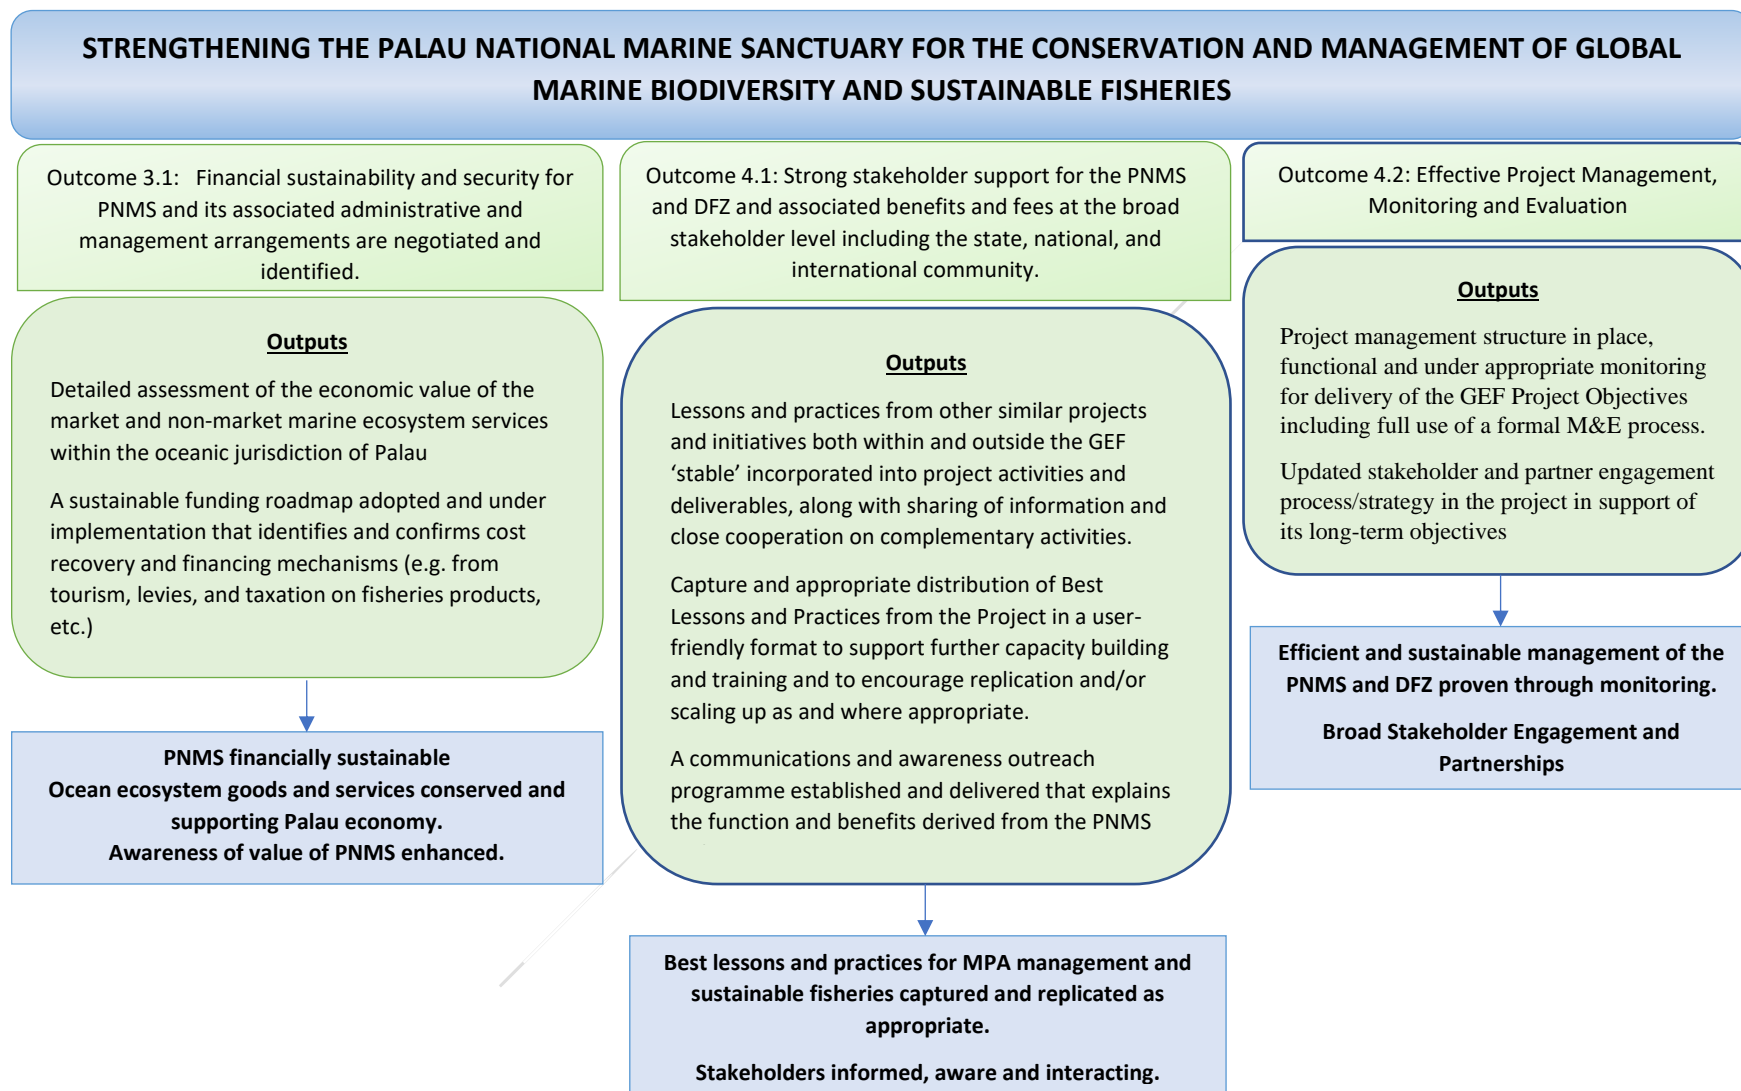 STRENGTHENING THE PALAU NATIONAL MARINE SANCTUARY FOR THE CONSERVATION AND MANAGEMENT OF GLOBAL
MARINE BIODIVERSITY AND SUSTAINABLE FISHERIES
Outcome 3.1: Financial sustainability and security for
PNMS and its associated administrative and
management arrangements are negotiated and
identified.
Outputs
Detailed assessment of the economic value of the
market and non-market marine ecosystem services
within the oceanic jurisdiction of Palau
A sustainable funding roadmap adopted and under
implementation that identifies and confirms cost
recovery and financing mechanisms (e.g. from
tourism, levies, and taxation on fisheries products,
etc.)
PNMS financially sustainable
Ocean ecosystem goods and services conserved and
supporting Palau economy.
Awareness of value of PNMS enhanced.
Outcome 4.1: Strong stakeholder support for the PNMS
and DFZ and associated benefits and fees at the broad
stakeholder level including the state, national, and
international community.
Outputs
Lessons and practices from other similar projects
and initiatives both within and outside the GEF
‘stable’ incorporated into project activities and
deliverables, along with sharing of information and
close cooperation on complementary activities.
Capture and appropriate distribution of Best
Lessons and Practices from the Project in a user-
friendly format to support further capacity building
and training and to encourage replication and/or
scaling up as and where appropriate.
A communications and awareness outreach
programme established and delivered that explains
the function and benefits derived from the PNMS
Best lessons and practices for MPA management and
sustainable fisheries captured and replicated as
appropriate.
Stakeholders informed, aware and interacting.
Outcome 4.2: Effective Project Management,
Monitoring and Evaluation
Outputs
Project management structure in place,
functional and under appropriate monitoring
for delivery of the GEF Project Objectives
including full use of a formal M&E process.
Updated stakeholder and partner engagement
process/strategy in the project in support of
its long-term objectives
Efficient and sustainable management of the
PNMS and DFZ proven through monitoring.
Broad Stakeholder Engagement and
Partnerships